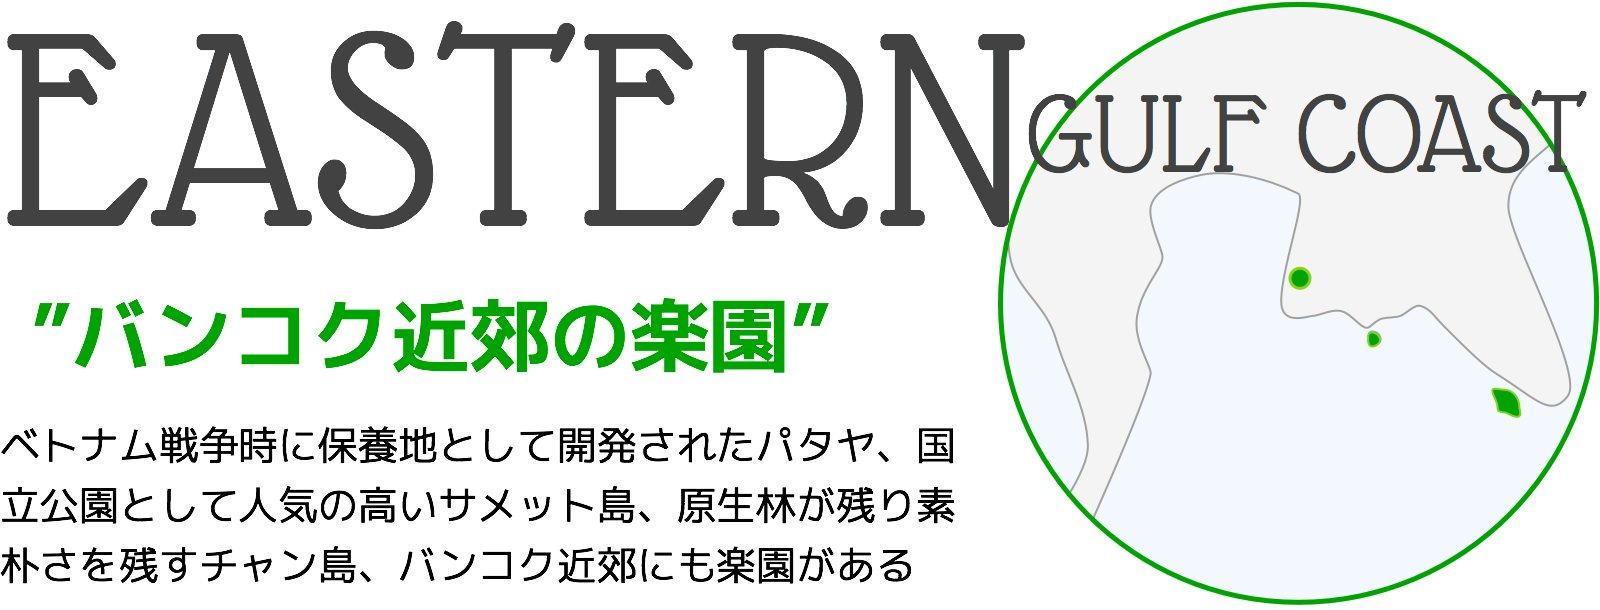 EASTERN GULF COAST
”バンコク近郊の楽園”
ベトナム戦争時に保養地として開発されたパタヤ、国
立公園として人気の高いサメット島、原生林が残り素
朴さを残すチャン島、バンコク近郊にも楽園がある